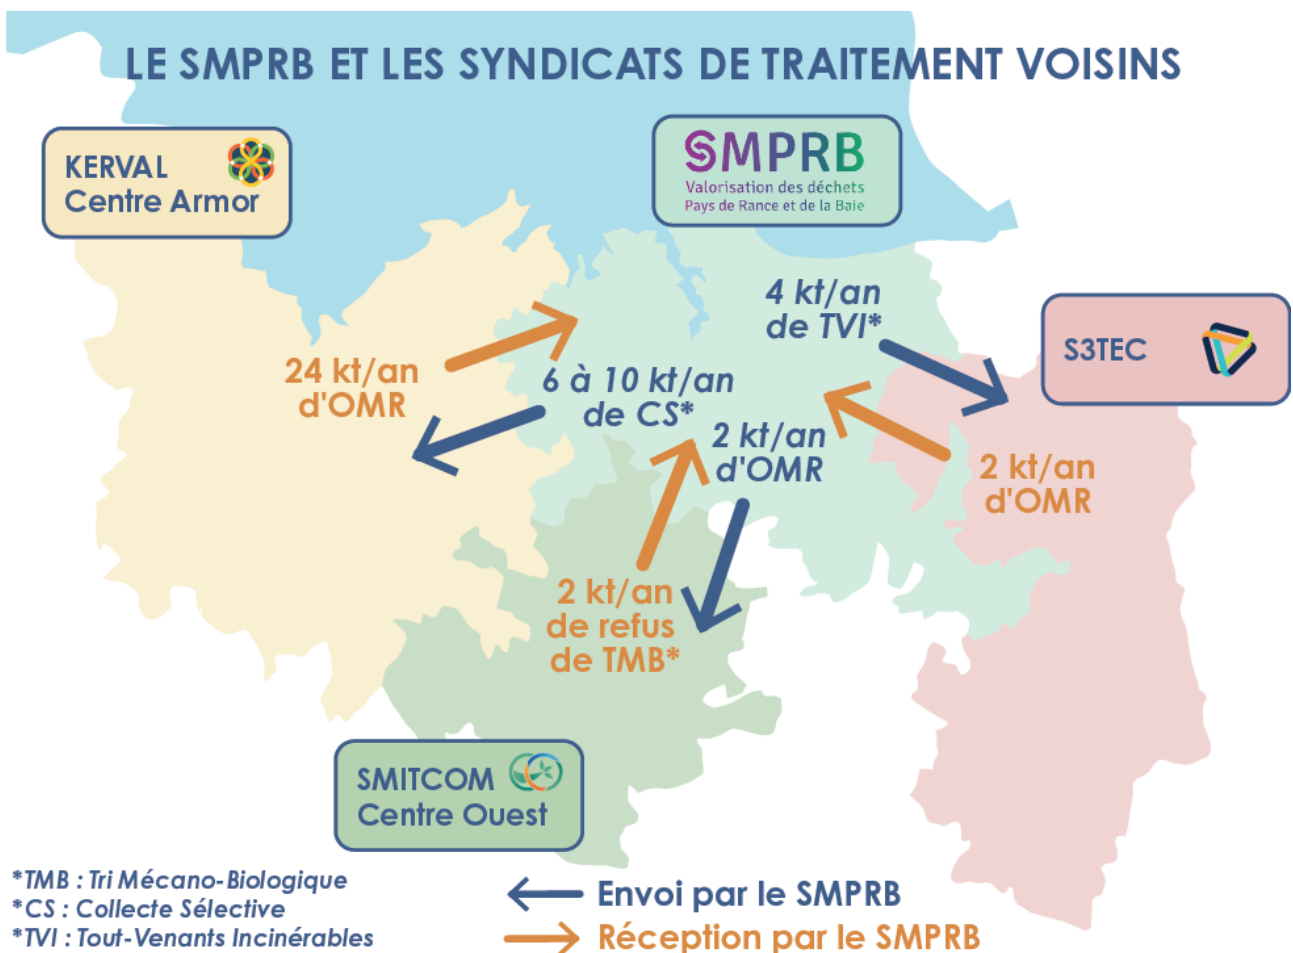 LE SMPRB ET LES SYNDICATS DE TRAITEMENT VOISINS
KERVAL
Centre Armor
SMPRB
Valorisation des déchets
Pays de Rance et de la Baie
S3TEC
4 kt/an
de TVI*
24 kt/an
d'OMR
6 à 10 kt/an
de CS*
2 kt/an
d'OMR
2 kt/an
d'OMR
2 kt/an
de refus
de TMB*
SMITCOM
Centre Ouest
*TMB : Tri Mécano-Biologique
*CS : Collecte Sélective
*TVI : Tout-Venants Incinérables
Envoi par le SMPRB
Réception par le SMPRB